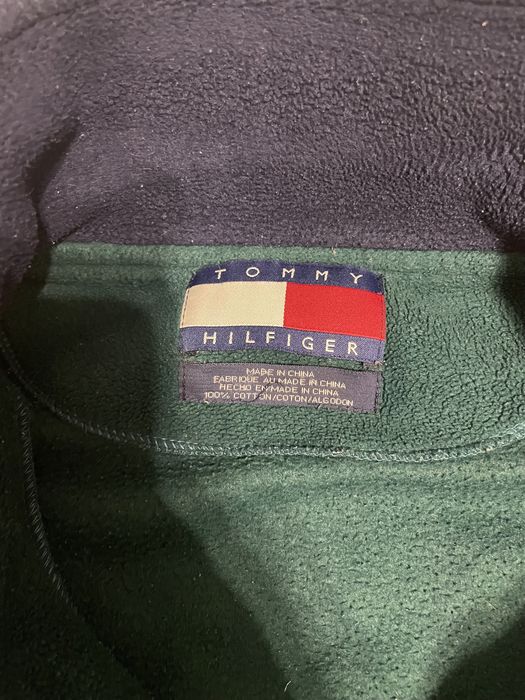 TOMMY
HILFIGER
MADE IN CHINA
FABRIQUE AU MADE IN CHINA
HECHO EN MADE IN CHINA
100% COTTON/COTON/ALGODON